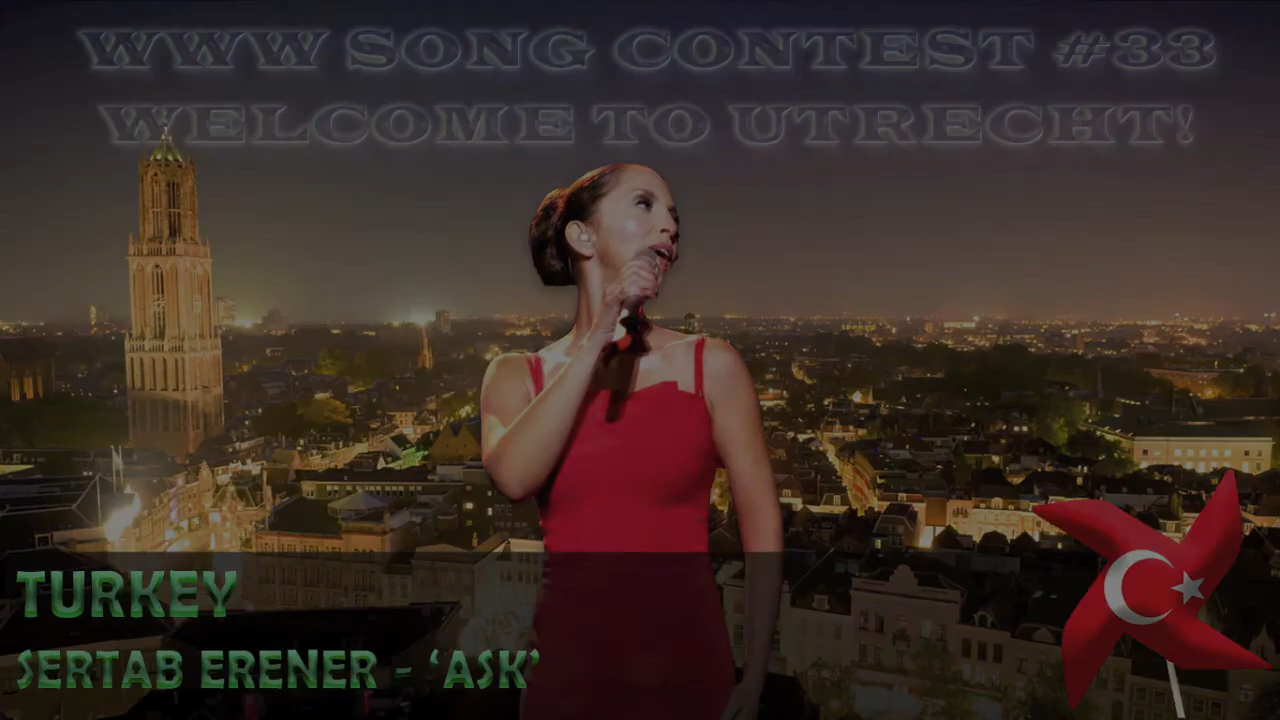 WWW SONG CONTEST #33
WELCOME TO UTRECHT!
TURKEY
SERTAB ERENER - ‘ASK’